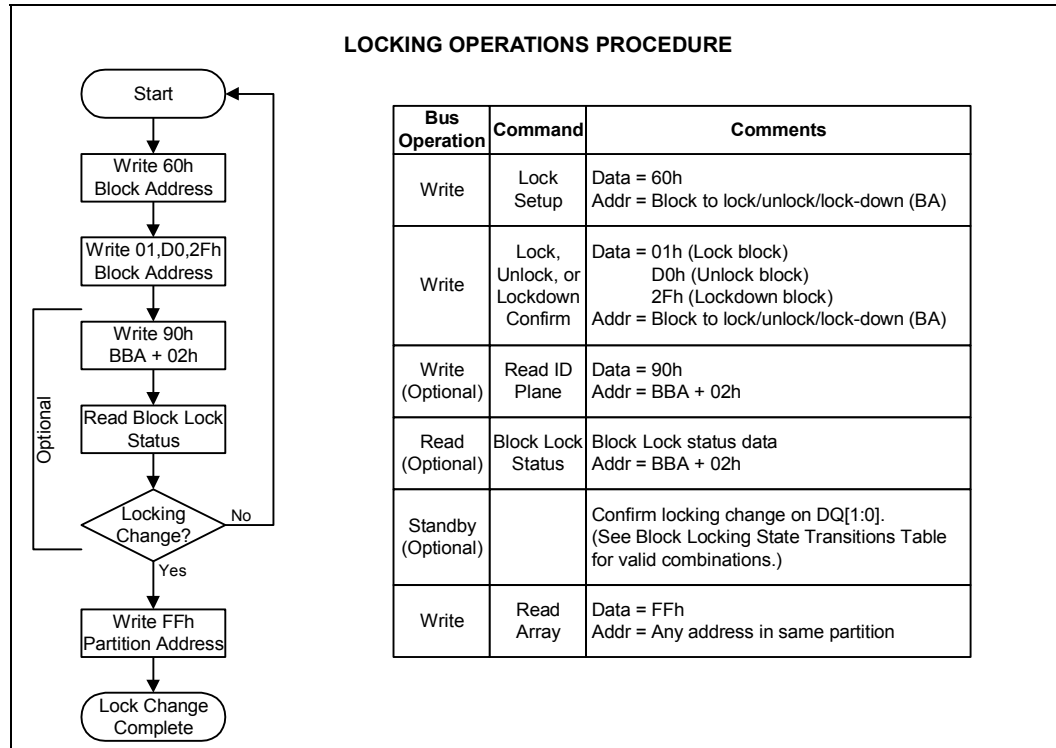 LOCKING OPERATIONS PROCEDURE
Start
Write 60h
Block Address
Write 01,D0,2Fh
Block Address
Optional
Write 90h
BBA + 02h
Read Block Lock
Status
Locking
Change?
No
Yes
Write FFh
Partition Address
Lock Change
Complete
Bus
Operation
Command
Comments
Write
Lock
Setup
Data = 60h
Addr = Block to lock/unlock/lock-down (BA)
Write
Lock,
Unlock, or
Lockdown
Confirm
Data = 01h (Lock block)
D0h (Unlock block)
2Fh (Lockdown block)
Addr = Block to lock/unlock/lock-down (BA)
Write
(Optional)
Read ID
Plane
Data = 90h
Addr = BBA + 02h
Read
(Optional)
Block Lock
Status
Block Lock status data
Addr = BBA + 02h
Standby
(Optional)
Confirm locking change on DQ[1:0].
(See Block Locking State Transitions Table
for valid combinations.)
Write
Read
Array
Data = FFh
Addr = Any address in same partition